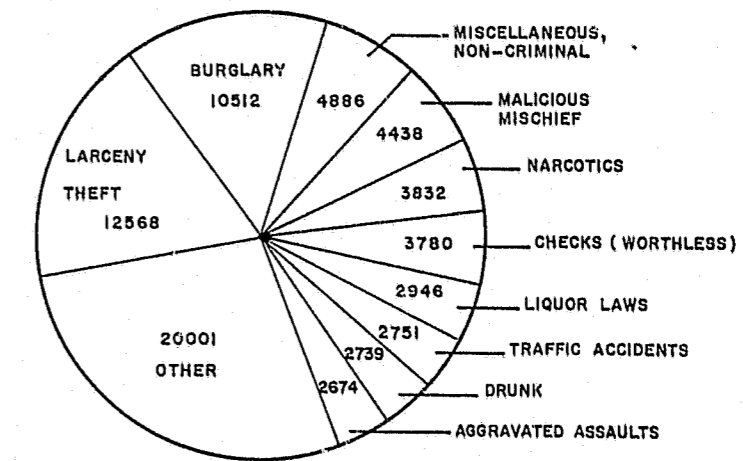 MISCELLANEOUS,
NON-CRIMINAL
BURGLARY
10512
4886
MALICIOUS
MISCHIEF
4438
LARCENY
THEFT
12568
NARCOTICS
3832
3780
CHECKS (WORTHLESS)
2946
LIQUOR LAWS
2751
TRAFFIC ACCIDENTS
2739
DRUNK
2674
AGGRAVATED ASSAULTS
20001
OTHER